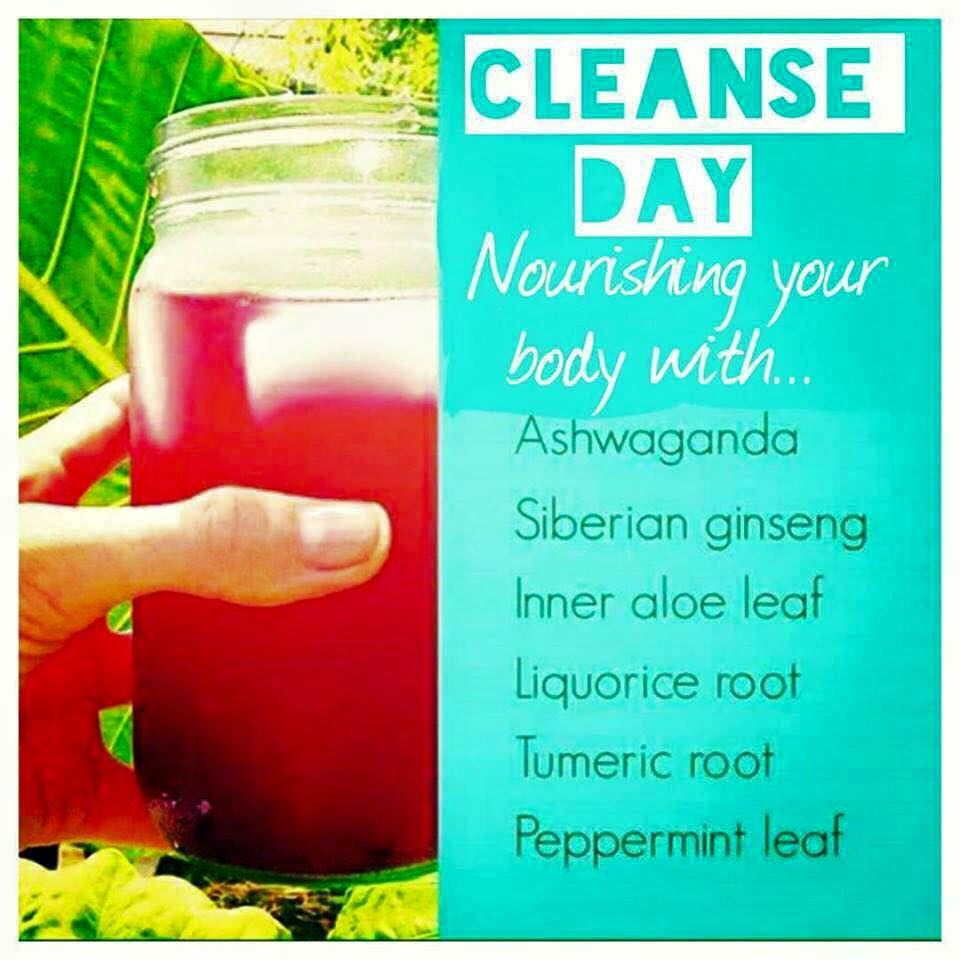 CLEANSE
DAY
Nourishing your
body with...
Ashwaganda
Siberian ginseng
Inner aloe leaf
Liquorice root
Tumeric root
Peppermint leaf